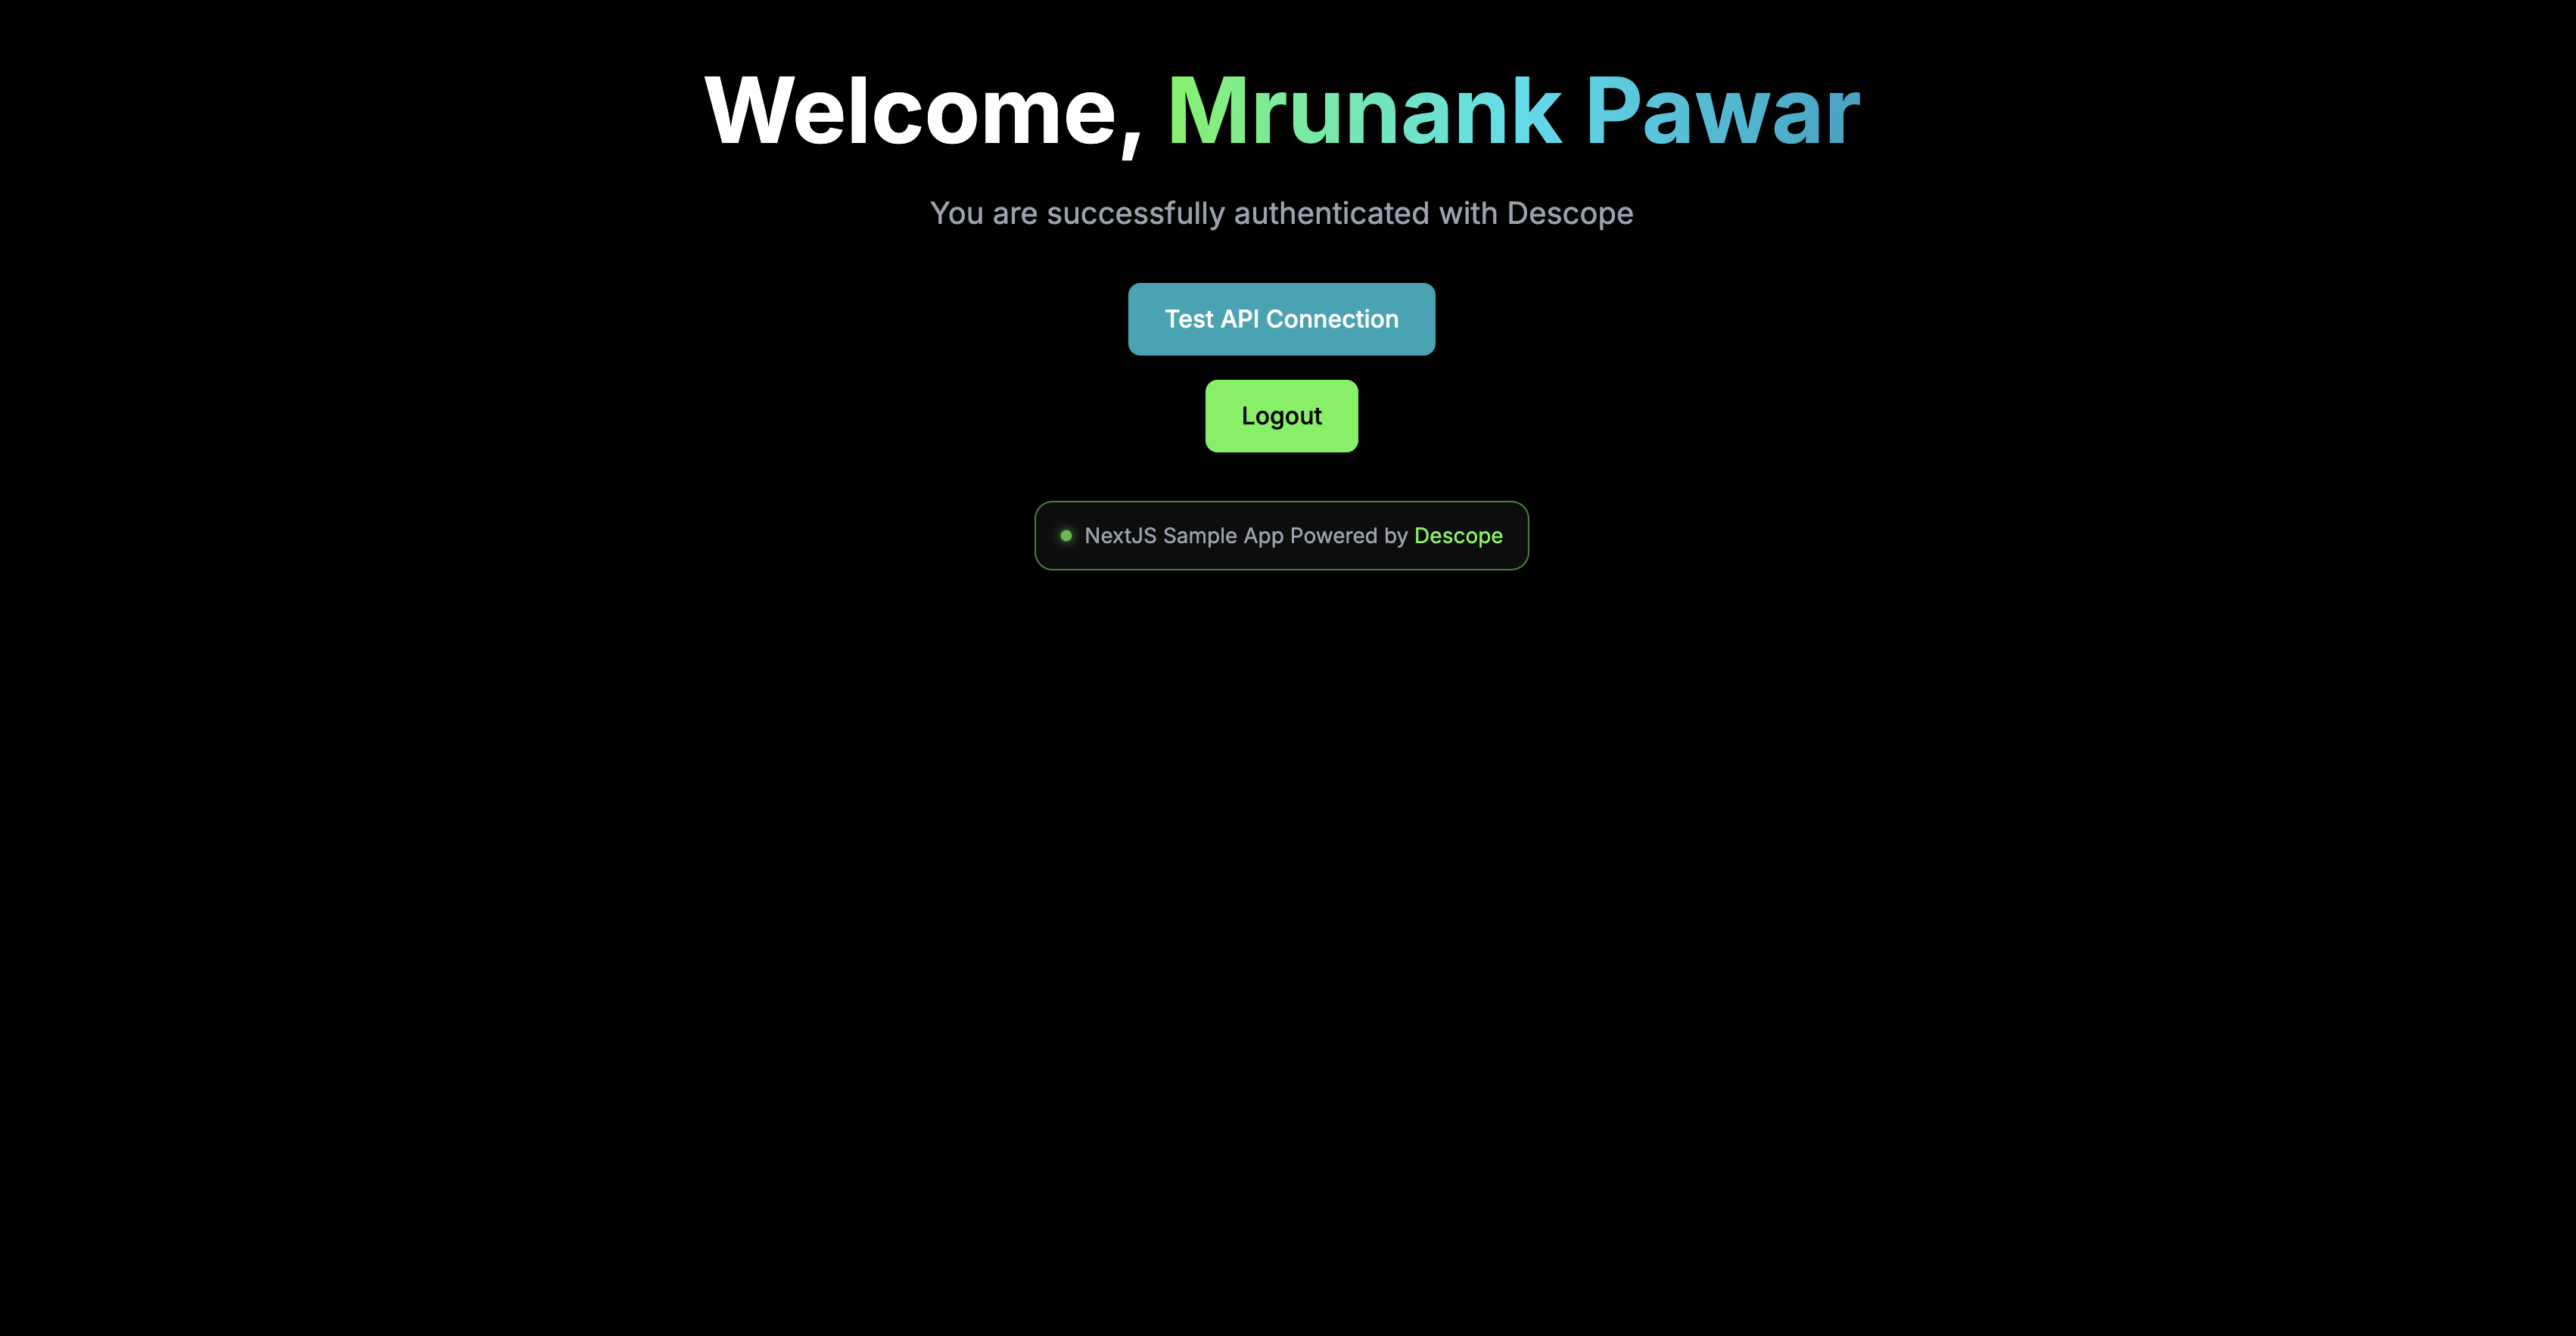 Welcome, Mrunank Pawar
You are successfully authenticated with Descope
Test API Connection
Logout
NextJS Sample App Powered by Descope